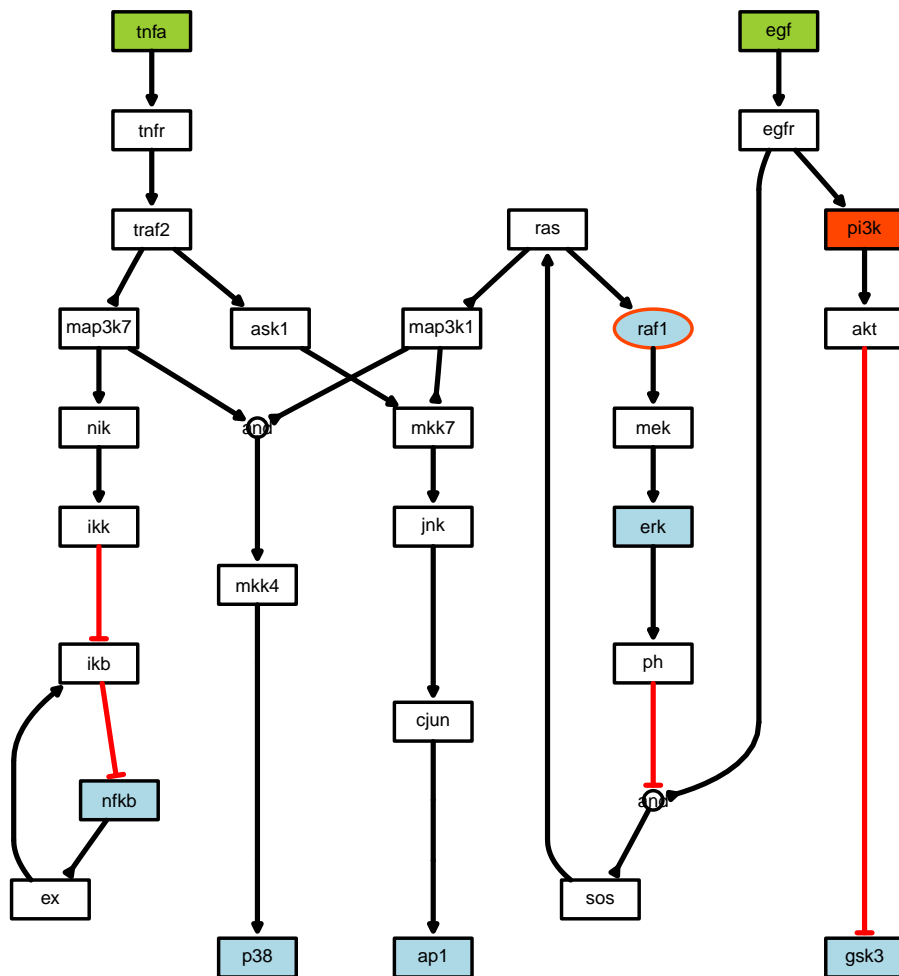 tnfa
egf
tnfr
egfr
traf2
ras
pi3k
map3k7
ask1
map3k1
raf1
akt
nik
and
mkk7
mek
ikk
jnk
erk
mkk4
ikb
ph
cjun
nfkb
and
ex
sos
p38
ap1
gsk3